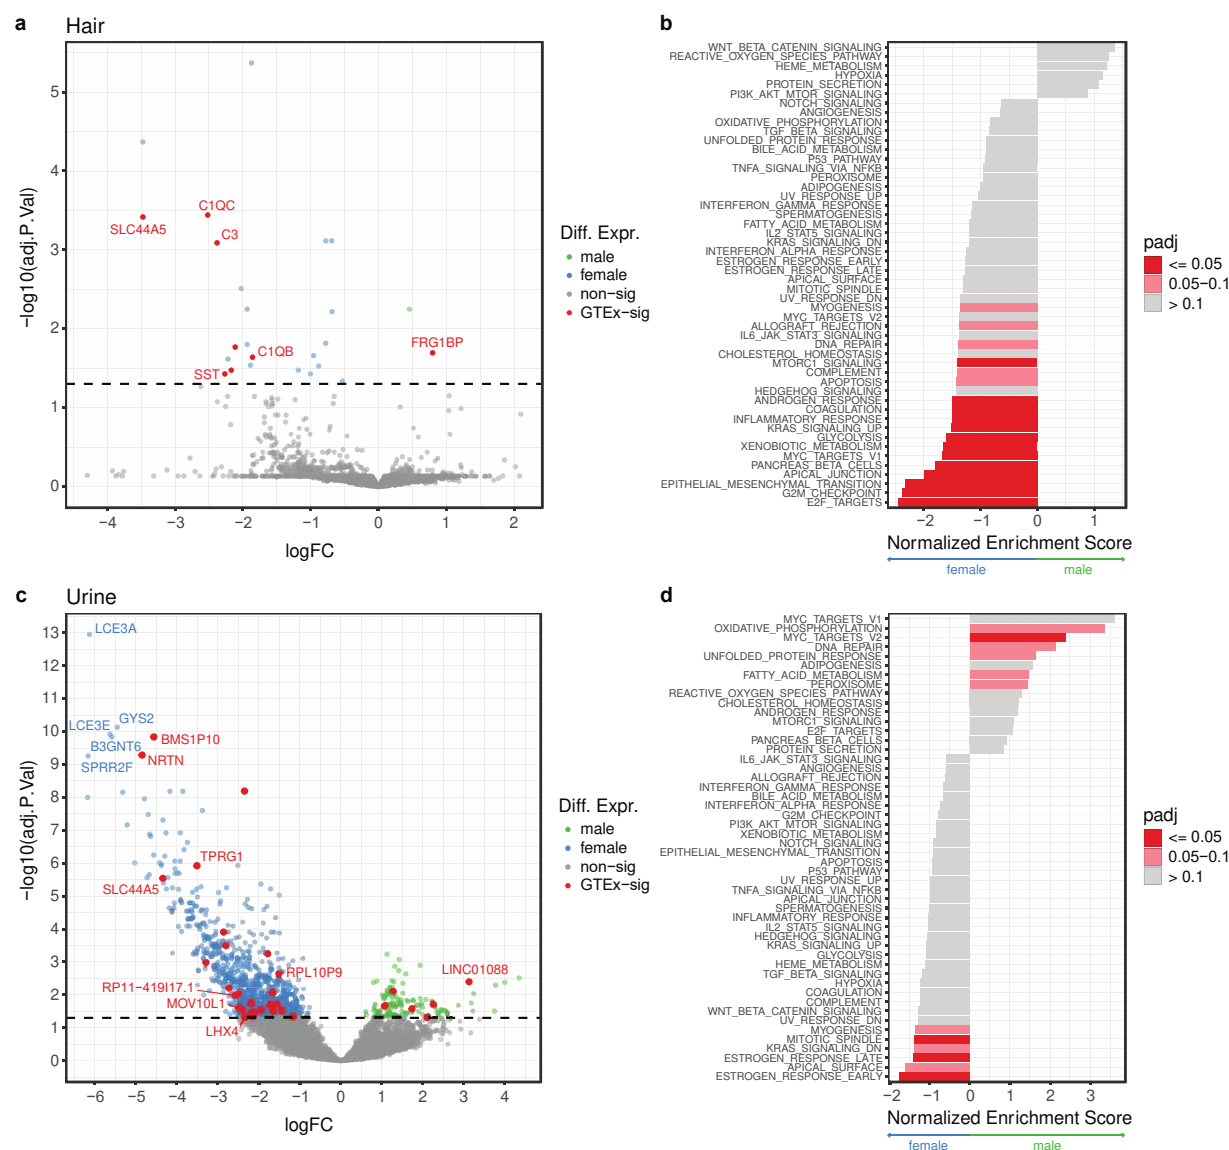 a
Hair
5
4
3
2
1
0
−log10(adj.P.Val)
SLC44A5
C1QC
C3
C1QB
SST
FRG1BP
−4
−3
−2
−1
0
1
2
logFC
Diff. Expr.
male
female
non−sig
GTEx−sig
b
WNT_BETA_CATENIN_SIGNALING
REACTIVE_OXYGEN_SPECIES_PATHWAY
HEME_METABOLISM
HYPOXIA
PROTEIN_SECRETION
PI3K_AKT_MTOR_SIGNALING
NOTCH_SIGNALING
ANGIOGENESIS
OXIDATIVE_PHOSPHORYLATION
TGF_BETA_SIGNALING
UNFOLDED_PROTEIN_RESPONSE
BILE_ACID_METABOLISM
P53_PATHWAY
TNFA_SIGNALING_VIA_NFKB
PEROXISOME
ADIPOGENESIS
UV_RESPONSE_UP
INTERFERON_GAMMA_RESPONSE
SPERMATOGENESIS
FATTY_ACID_METABOLISM
IL2_STAT5_SIGNALING
KRAS_SIGNALING_DN
INTERFERON_ALPHA_RESPONSE
ESTROGEN_RESPONSE_EARLY
ESTROGEN_RESPONSE_LATE
APICAL_SURFACE
MITOTIC_SPINDLE
UV_RESPONSE_DN
MYOGENESIS
MYC_TARGETS_V2
ALLOGRAFT_REJECTION
IL6_JAK_STAT3_SIGNALING
DNA_REPAIR
CHOLESTEROL_HOMEOSTASIS
MTORC1_SIGNALING
COMPLEMENT
APOPTOSIS
HEDGEHOG_SIGNALING
ANDROGEN_RESPONSE
COAGULATION
INFLAMMATORY_RESPONSE
KRAS_SIGNALING_UP
GLYCOLYSIS
XENOBIOTIC_METABOLISM
MYC_TARGETS_V1
PANCREAS_BETA_CELLS
APICAL_JUNCTION
EPITHELIAL_MESENCHYMAL_TRANSITION
G2M_CHECKPOINT
E2F_TARGETS
−2
−1
0
1
Normalized Enrichment Score
female
male
padj
<= 0.05
0.05−0.1
> 0.1
c
Urine
13
12
11
10
9
8
7
6
5
4
3
2
1
0
−log10(adj.P.Val)
LCE3A
LCE3E
GYS2
BMS1P10
B3GNT6
NRTN
SPRR2F
TPRG1
SLC44A5
RPL10P9
LINC01088
RP11−419I17.1
MOV10L1
LHX4
−6
−5
−4
−3
−2
−1
0
1
2
3
4
logFC
Diff. Expr.
male
female
non−sig
GTEx−sig
d
MYC_TARGETS_V1
OXIDATIVE_PHOSPHORYLATION
MYC_TARGETS_V2
DNA_REPAIR
UNFOLDED_PROTEIN_RESPONSE
ADIPOGENESIS
FATTY_ACID_METABOLISM
PEROXISOME
REACTIVE_OXYGEN_SPECIES_PATHWAY
CHOLESTEROL_HOMEOSTASIS
ANDROGEN_RESPONSE
MTORC1_SIGNALING
E2F_TARGETS
PANCREAS_BETA_CELLS
PROTEIN_SECRETION
IL6_JAK_STAT3_SIGNALING
ANGIOGENESIS
ALLOGRAFT_REJECTION
INTERFERON_GAMMA_RESPONSE
BILE_ACID_METABOLISM
INTERFERON_ALPHA_RESPONSE
G2M_CHECKPOINT
PI3K_AKT_MTOR_SIGNALING
XENOBIOTIC_METABOLISM
NOTCH_SIGNALING
EPITHELIAL_MESENCHYMAL_TRANSITION
APOPTOSIS
P53_PATHWAY
UV_RESPONSE_UP
TNFA_SIGNALING_VIA_NFKB
APICAL_JUNCTION
SPERMATOGENESIS
INFLAMMATORY_RESPONSE
IL2_STAT5_SIGNALING
HEDGEHOG_SIGNALING
KRAS_SIGNALING_UP
GLYCOLYSIS
HEME_METABOLISM
TGF_BETA_SIGNALING
HYPOXIA
COAGULATION
COMPLEMENT
WNT_BETA_CATENIN_SIGNALING
UV_RESPONSE_DN
MYOGENESIS
MITOTIC_SPINDLE
KRAS_SIGNALING_DN
ESTROGEN_RESPONSE_LATE
APICAL_SURFACE
ESTROGEN_RESPONSE_EARLY
−2
−1
0
1
2
3
Normalized Enrichment Score
female
male
padj
<= 0.05
0.05−0.1
> 0.1